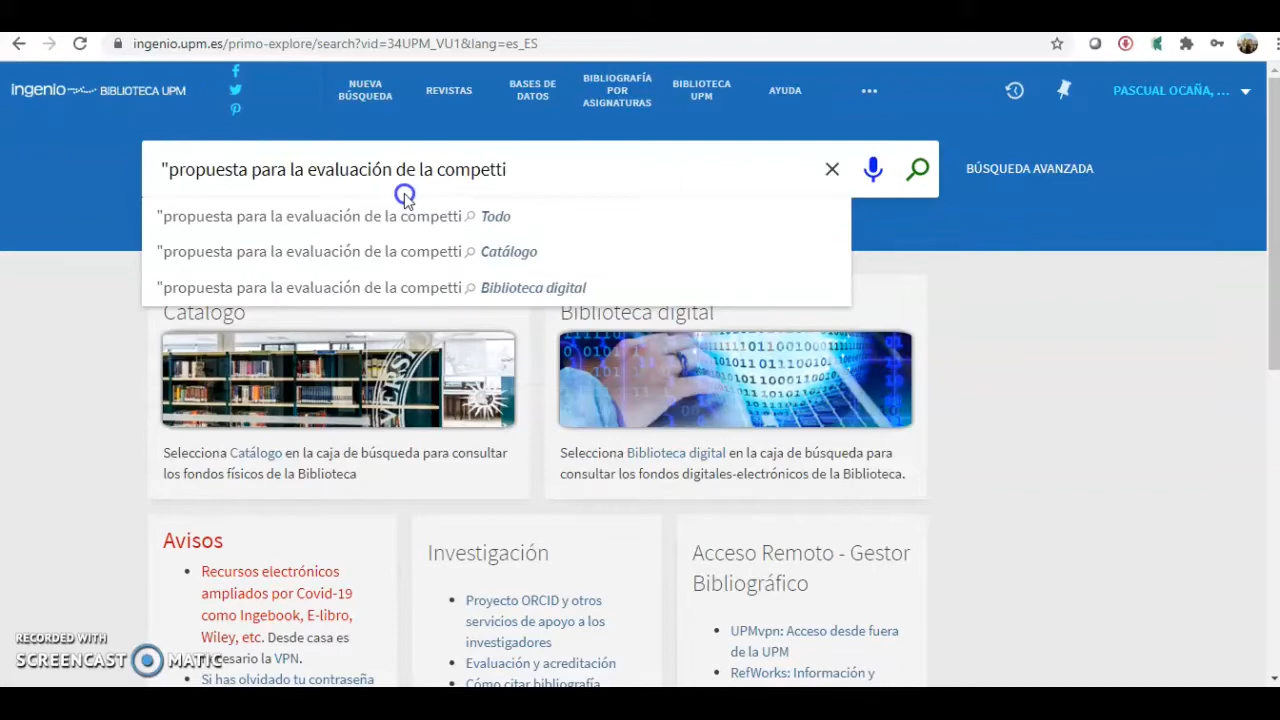 ingenio.upm.es/primo-explore/search?vid=34UPM_VU1&lang=es_ES
ingenio BIBLIOTECA UPM
NUEVA BÚSQUEDA
REVISTAS
BASES DE DATOS
BIBLIOGRAFÍA POR ASIGNATURAS
BIBLIOTECA UPM
AYUDA
PASCUAL OCAÑA, ...
"propuesta para la evaluación de la competti
BÚSQUEDA AVANZADA
"propuesta para la evaluación de la competti Todo
"propuesta para la evaluación de la competti Catálogo
"propuesta para la evaluación de la competti Biblioteca digital
Catálogo
Biblioteca digital
Selecciona Catálogo en la caja de búsqueda para consultar
los fondos físicos de la Biblioteca
Selecciona Biblioteca digital en la caja de búsqueda para
consultar los fondos digitales-electrónicos de la Biblioteca.
Avisos
Recursos electrónicos
ampliados por Covid-19
como Ingebook, E-libro,
Wiley, etc. Desde casa es
necesario la VPN.
Si has olvidado tu contraseña
Investigación
Proyecto ORCID y otros
servicios de apoyo a los
investigadores
Evaluación y acreditación
Cómo citar bibliografía
Acceso Remoto - Gestor
Bibliográfico
UPMvpn: Acceso desde fuera
de la UPM
RefWorks: Información y
RECORDED WITH
SCREENCAST MATIC